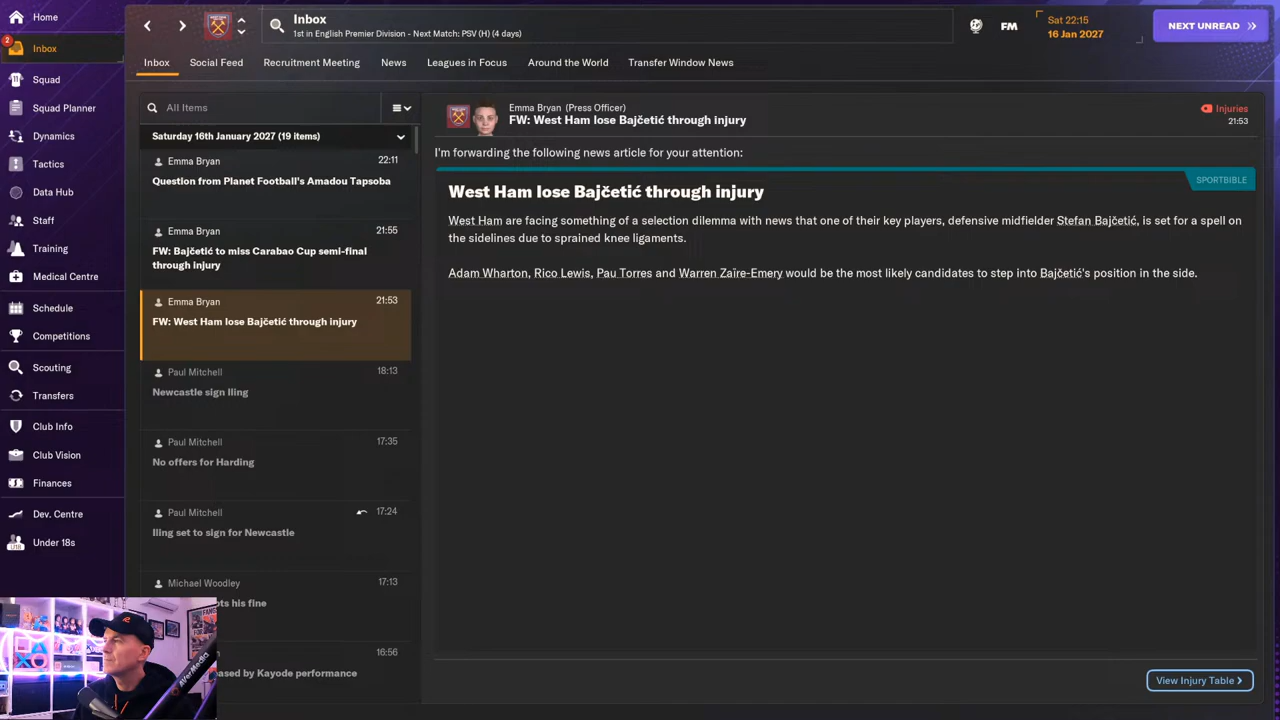 Home
2
Inbox
Squad
Squad Planner
Dynamics
Tactics
Data Hub
Staff
Training
Medical Centre
Schedule
Competitions
Scouting
Transfers
Club Info
Club Vision
Finances
Dev. Centre
Under 18s
Inbox
1st in English Premier Division - Next Match: PSV (H) (4 days)
FM
Sat 22:15
16 Jan 2027
NEXT UNREAD
Inbox
Social Feed
Recruitment Meeting
News
Leagues in Focus
Around the World
Transfer Window News
All Items
Saturday 16th January 2027 (19 items)
Emma Bryan 22:11
Question from Planet Football's Amadou Tapsoba
Emma Bryan 21:55
FW: Bajčetić to miss Carabao Cup semi-final
through injury
Emma Bryan 21:53
FW: West Ham lose Bajčetić through injury
Paul Mitchell 18:13
Newcastle sign Iling
Paul Mitchell 17:35
No offers for Harding
Paul Mitchell 17:24
Iling set to sign for Newcastle
Michael Woodley 17:13
his fine
16:56
by Kayode performance
Emma Bryan (Press Officer)
FW: West Ham lose Bajčetić through injury
Injuries
21:53
I'm forwarding the following news article for your attention:
SPORTBIBLE
West Ham lose Bajčetić through injury
West Ham are facing something of a selection dilemma with news that one of their key players, defensive midfielder Stefan Bajčetić, is set for a spell on
the sidelines due to sprained knee ligaments.
Adam Wharton, Rico Lewis, Pau Torres and Warren Zaïre-Emery would be the most likely candidates to step into Bajčetić's position in the side.
View Injury Table
AVerMedia